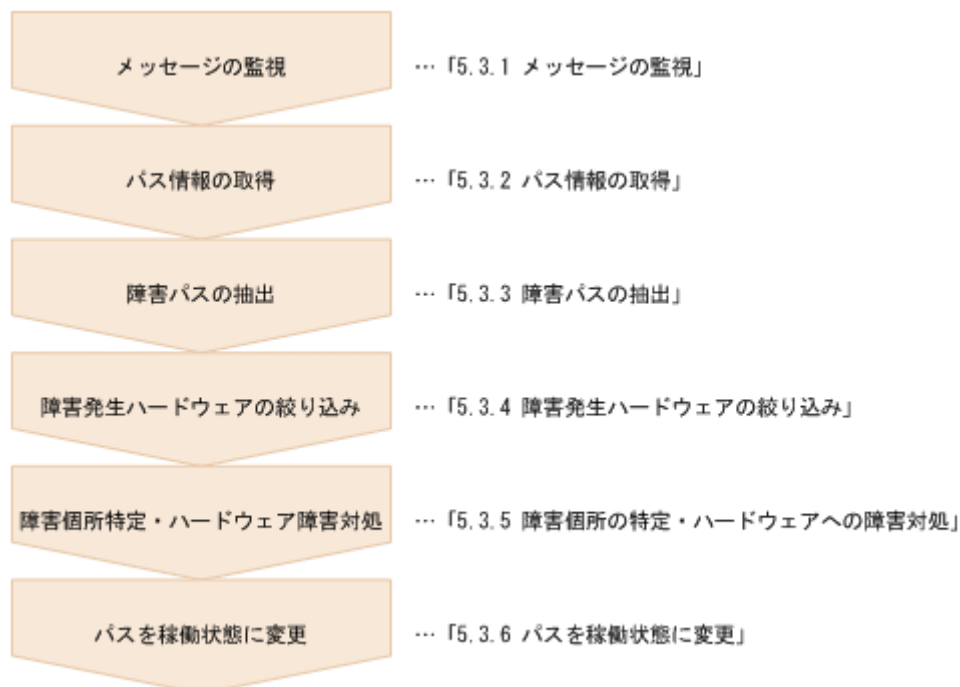 メッセージの監視 …「5.3.1 メッセージの監視」
パス情報の取得 …「5.3.2 パス情報の取得」
障害パスの抽出 …「5.3.3 障害パスの抽出」
障害発生ハードウェアの絞り込み …「5.3.4 障害発生ハードウェアの絞り込み」
障害個所特定・ハードウェア障害対処 …「5.3.5 障害個所の特定・ハードウェアへの障害対処」
パスを稼働状態に変更 …「5.3.6 パスを稼働状態に変更」